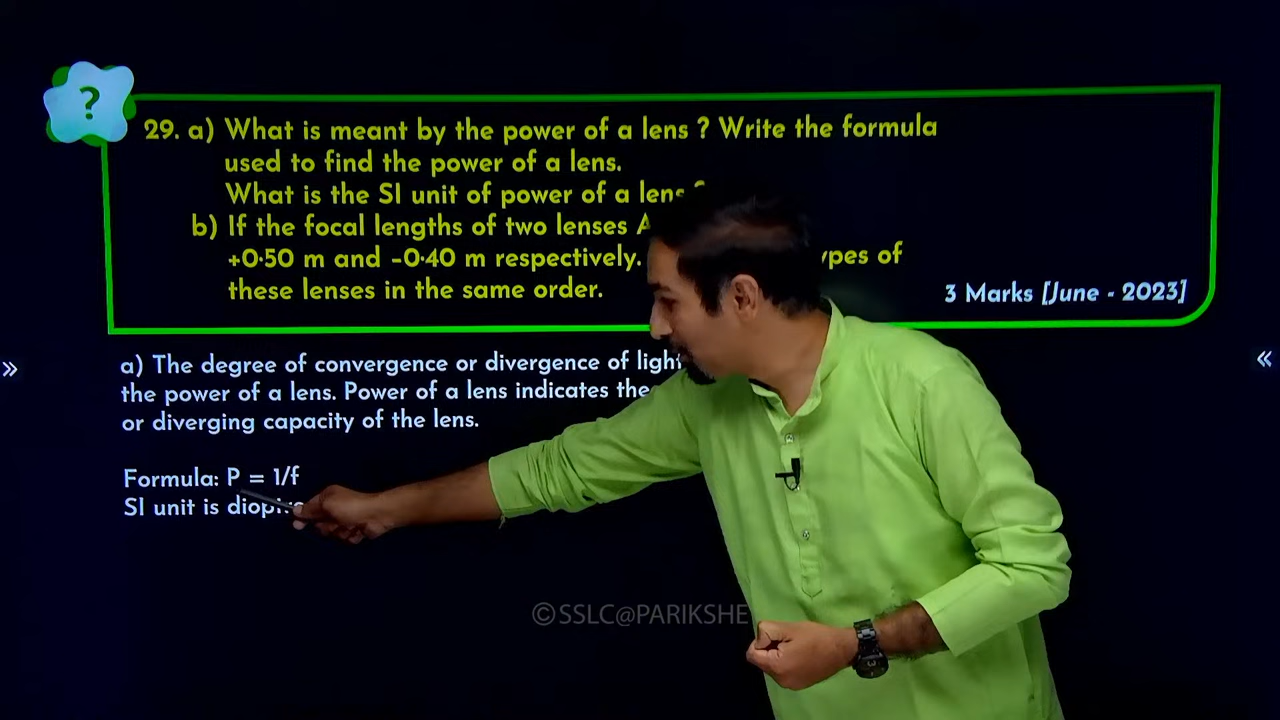 ?
29. a) What is meant by the power of a lens ? Write the formula
used to find the power of a lens.
What is the SI unit of power of a lens ?
b) If the focal lengths of two lenses
+0·50 m and –0·40 m respectively.
of
these lenses in the same order.
3 Marks [June - 2023]
» «
a) The degree of convergence or divergence of light
the power of a lens. Power of a lens indicates the
or diverging capacity of the lens.
Formula: P = 1/f
SI unit is
©SSLC@PARIKSHE